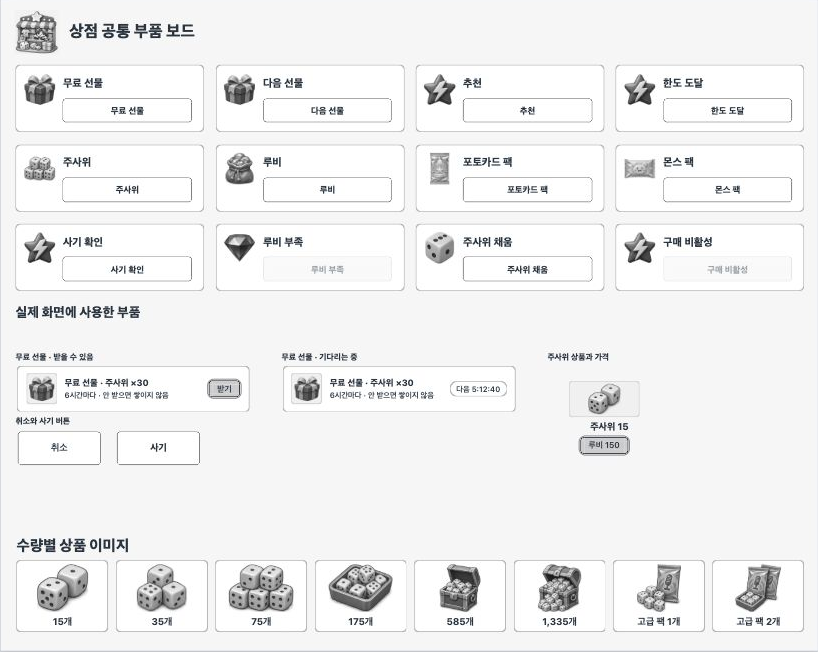 상점 공통 부품 보드
무료 선물
무료 선물
다음 선물
다음 선물
추천
추천
한도 도달
한도 도달
주사위
주사위
루비
루비
포토카드 팩
포토카드 팩
몬스 팩
몬스 팩
사기 확인
사기 확인
루비 부족
루비 부족
주사위 채움
주사위 채움
구매 비활성
구매 비활성
실제 화면에 사용한 부품
무료 선물 · 받을 수 있음
무료 선물 · 주사위 ×30
6시간마다 · 안 받으면 쌓이지 않음
받기
무료 선물 · 기다리는 중
무료 선물 · 주사위 ×30
6시간마다 · 안 받으면 쌓이지 않음
다음 5:12:40
주사위 상품과 가격
주사위 15
루비 150
취소와 사기 버튼
취소
사기
수량별 상품 이미지
15개
35개
75개
175개
585개
1,335개
고급 팩 1개
고급 팩 2개